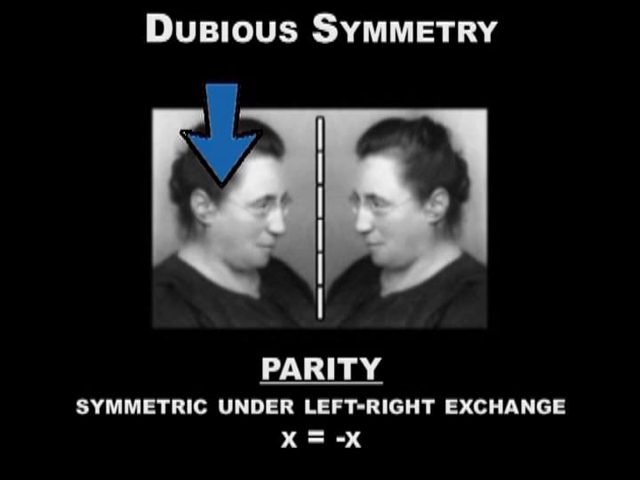 DUBIOUS SYMMETRY
PARITY
SYMMETRIC UNDER LEFT-RIGHT EXCHANGE
x = -x